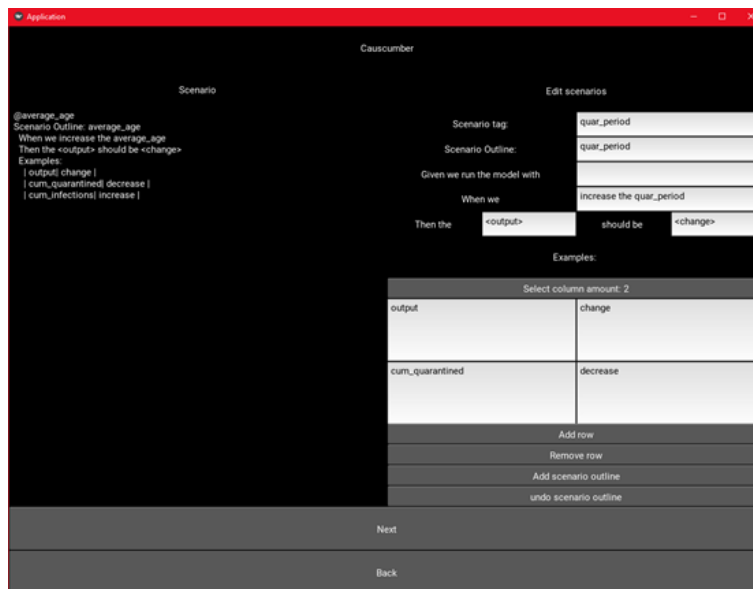 Application
Causcumber
Scenario
@average_age
Scenario Outline: average_age
When we increase the average_age
Then the <output> should be <change>
Examples:
| output| change |
| cum_quarantined| decrease |
| cum_infections| increase |
Edit scenarios
Scenario tag: quar_period
Scenario Outline: quar_period
Given we run the model with
When we increase the quar_period
Then the <output> should be <change>
Examples:
Select column amount: 2
output change
cum_quarantined decrease
Add row
Remove row
Add scenario outline
undo scenario outline
Next
Back